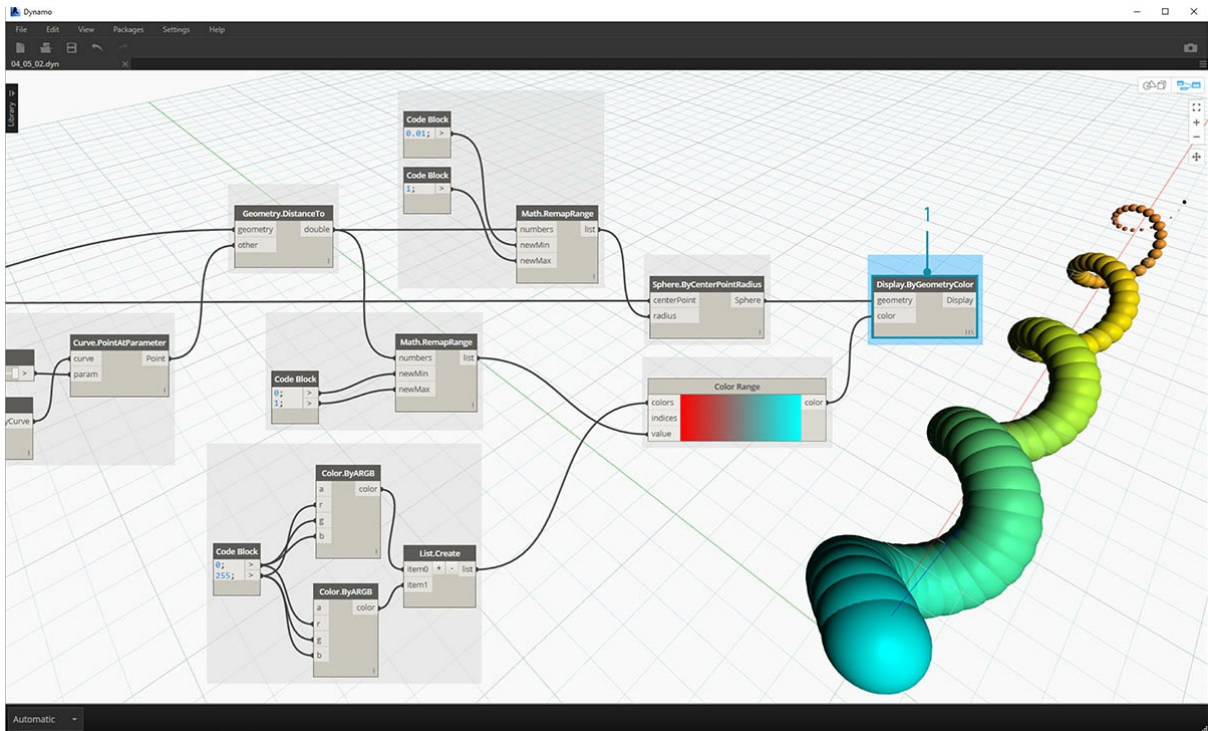 Dynamo
File Edit View Packages Settings Help
04_05_02.dyn
Library
Code Block
0.01; >
Code Block
1; >
Geometry.DistanceTo
geometry double
other
Math.RemapRange
numbers list
newMin
newMax
1
Sphere.ByCenterPointRadius
centerPoint Sphere
radius
Display.ByGeometryColor
geometry Display
color
Curve.PointAtParameter
curve Point
param
>
yCurve
Math.RemapRange
numbers list
newMin
newMax
Code Block
0; >
1; >
Color Range
colors color
indices
value
Color.ByARGB
a color
r
g
b
Code Block
0; >
255; >
List.Create
item0 + - list
item1
Color.ByARGB
a color
r
g
b
Automatic